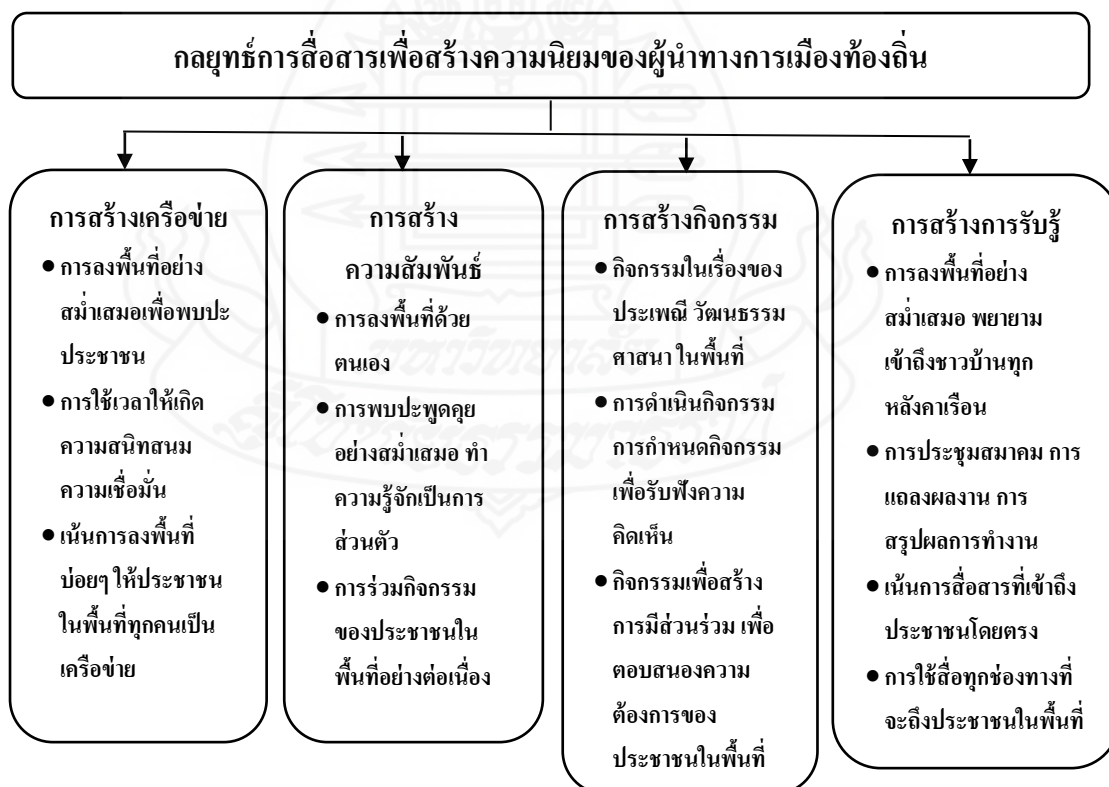 กลยุทธ์การสื่อสารเพื่อสร้างความนิยมของผู้นำทางการเมืองท้องถิ่น
การสร้างเครือข่าย
● การลงพื้นที่อย่าง
สม่ำเสมอเพื่อพบปะ
ประชาชน
● การใช้เวลาให้เกิด
ความสนิทสนม
ความเชื่อมั่น
● เน้นการลงพื้นที่
บ่อยๆ ให้ประชาชน
ในพื้นที่ทุกคนเป็น
เครือข่าย
การสร้าง
ความสัมพันธ์
● การลงพื้นที่ด้วย
ตนเอง
● การพบปะพูดคุย
อย่างสม่ำเสมอ ทำ
ความรู้จักเป็นการ
ส่วนตัว
● การร่วมกิจกรรม
ของประชาชนใน
พื้นที่อย่างต่อเนื่อง
การสร้างกิจกรรม
● กิจกรรมในเรื่องของ
ประเพณี วัฒนธรรม
ศาสนา ในพื้นที่
● การดำเนินกิจกรรม
การกำหนดกิจกรรม
เพื่อรับฟังความ
คิดเห็น
● กิจกรรมเพื่อสร้าง
การมีส่วนร่วม เพื่อ
ตอบสนองความ
ต้องการของ
ประชาชนในพื้นที่
การสร้างการรับรู้
● การลงพื้นที่อย่าง
สม่ำเสมอ พยายาม
เข้าถึงชาวบ้านทุก
หลังคาเรือน
● การประชุมสมาคม การ
แถลงผลงาน การ
สรุปผลการทำงาน
● เน้นการสื่อสารที่เข้าถึง
ประชาชนโดยตรง
● การใช้สื่อทุกช่องทางที่
จะถึงประชาชนในพื้นที่